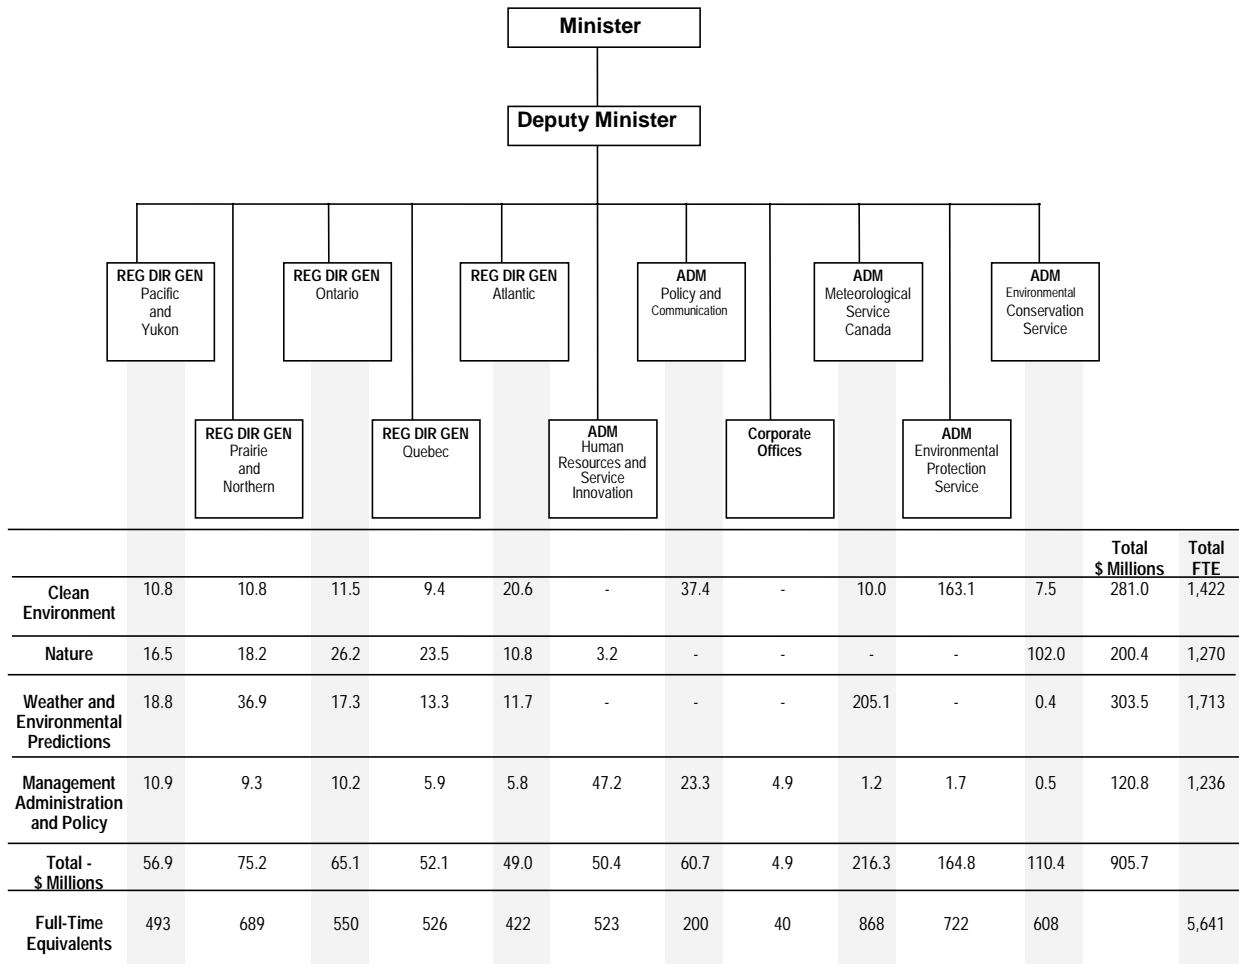 Minister
Deputy Minister
REG DIR GEN
Pacific
and
Yukon
REG DIR GEN
Ontario
REG DIR GEN
Atlantic
ADM
Policy and
Communication
ADM
Meteorological
Service
Canada
ADM
Environmental
Conservation
Service
REG DIR GEN
Prairie
and
Northern
REG DIR GEN
Quebec
ADM
Human
Resources and
Service
Innovation
Corporate
Offices
ADM
Environmental
Protection
Service
Total Total
$ Millions FTE
Clean 10.8 10.8 11.5 9.4 20.6 - 37.4 - 10.0 163.1 7.5 281.0 1,422
Environment
Nature 16.5 18.2 26.2 23.5 10.8 3.2 - - - - 102.0 200.4 1,270
Weather and 18.8 36.9 17.3 13.3 11.7 - - - 205.1 - 0.4 303.5 1,713
Environmental
Predictions
Management 10.9 9.3 10.2 5.9 5.8 47.2 23.3 4.9 1.2 1.7 0.5 120.8 1,236
Administration
and Policy
Total - 56.9 75.2 65.1 52.1 49.0 50.4 60.7 4.9 216.3 164.8 110.4 905.7
$ Millions
Full-Time 493 689 550 526 422 523 200 40 868 722 608 5,641
Equivalents